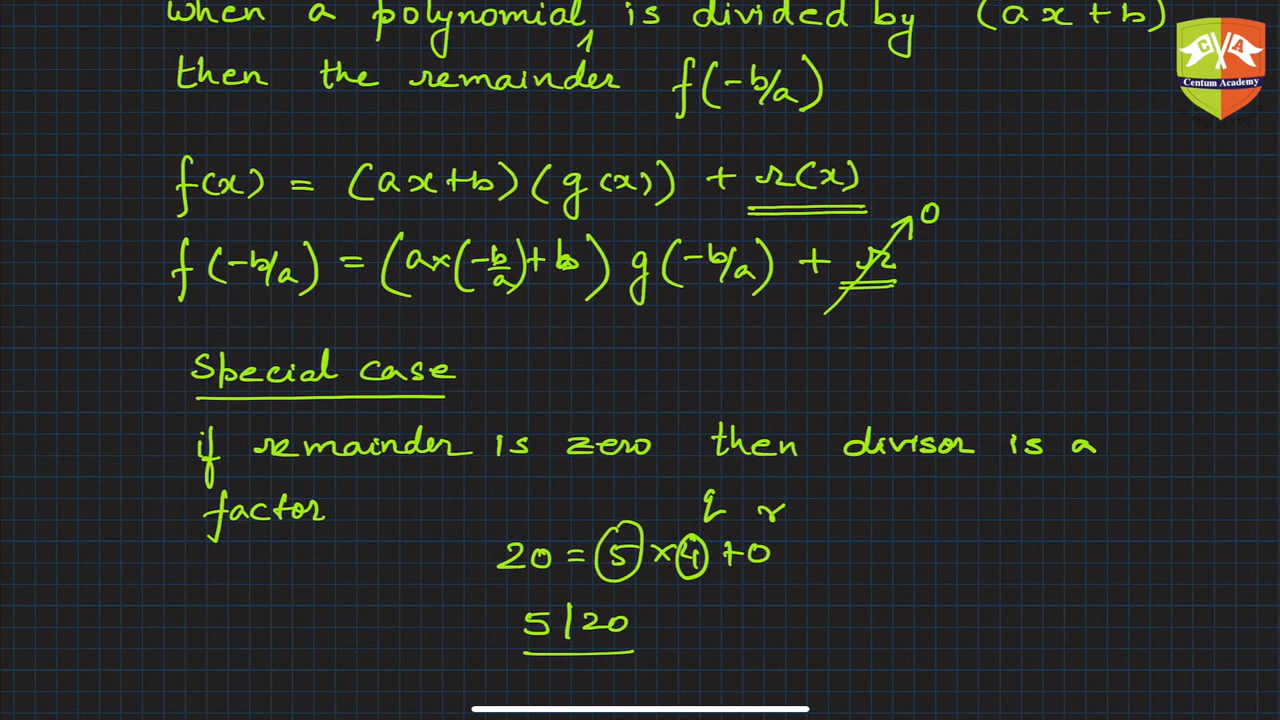 when a polynomial is divided by (ax+b)
then the remainder f(-b/a)
f(x) = (ax+b)(g(x)) + r(x)
f(-b/a) = (a×(-b/a)+b) g(-b/a) + r 0
Special case
if remainder is zero then divisor is a
factor
q r
20 = 5×4+0
5|20
C A
Centum Academy